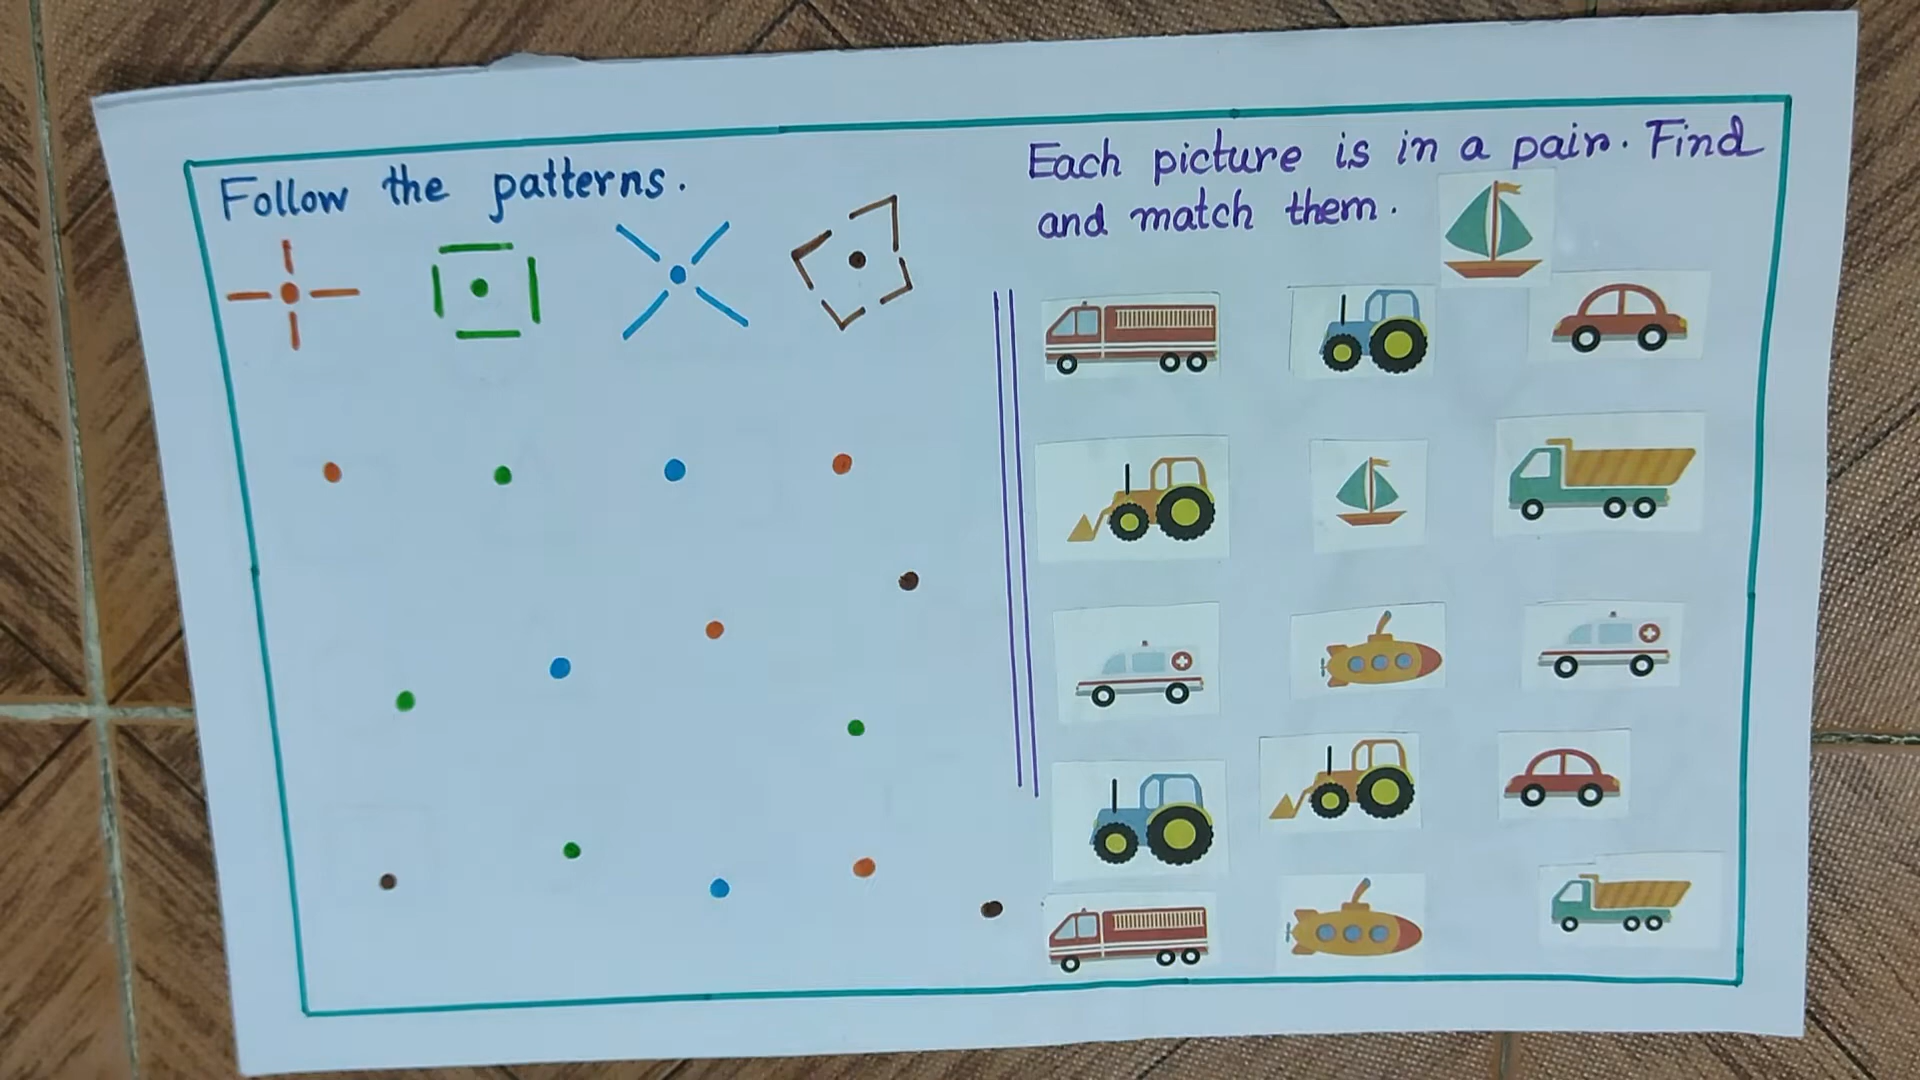 Follow the patterns.
Each picture is in a pair. Find
and match them.